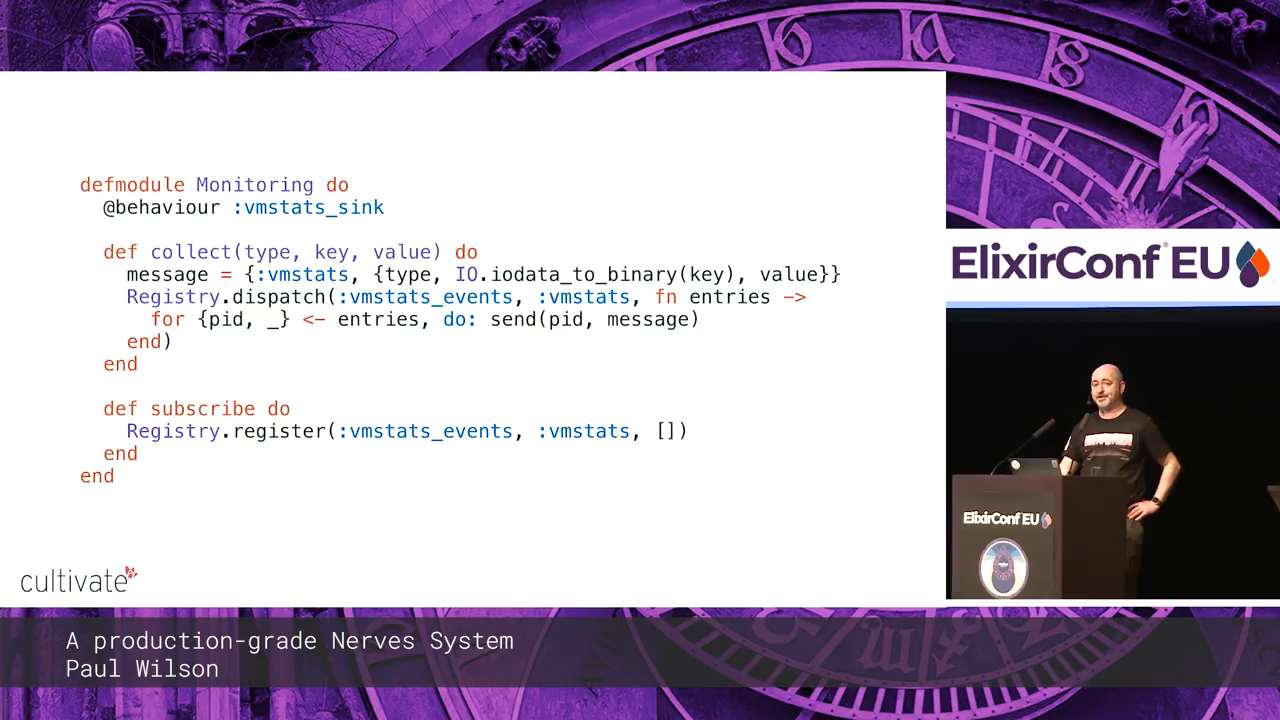 defmodule Monitoring do
@behaviour :vmstats_sink
def collect(type, key, value) do
message = {:vmstats, {type, IO.iodata_to_binary(key), value}}
Registry.dispatch(:vmstats_events, :vmstats, fn entries ->
for {pid, _} <- entries, do: send(pid, message)
end)
end
def subscribe do
Registry.register(:vmstats_events, :vmstats, [])
end
end
cultivate
ElixirConf® EU
ElixirConf EU
A production-grade Nerves System
Paul Wilson